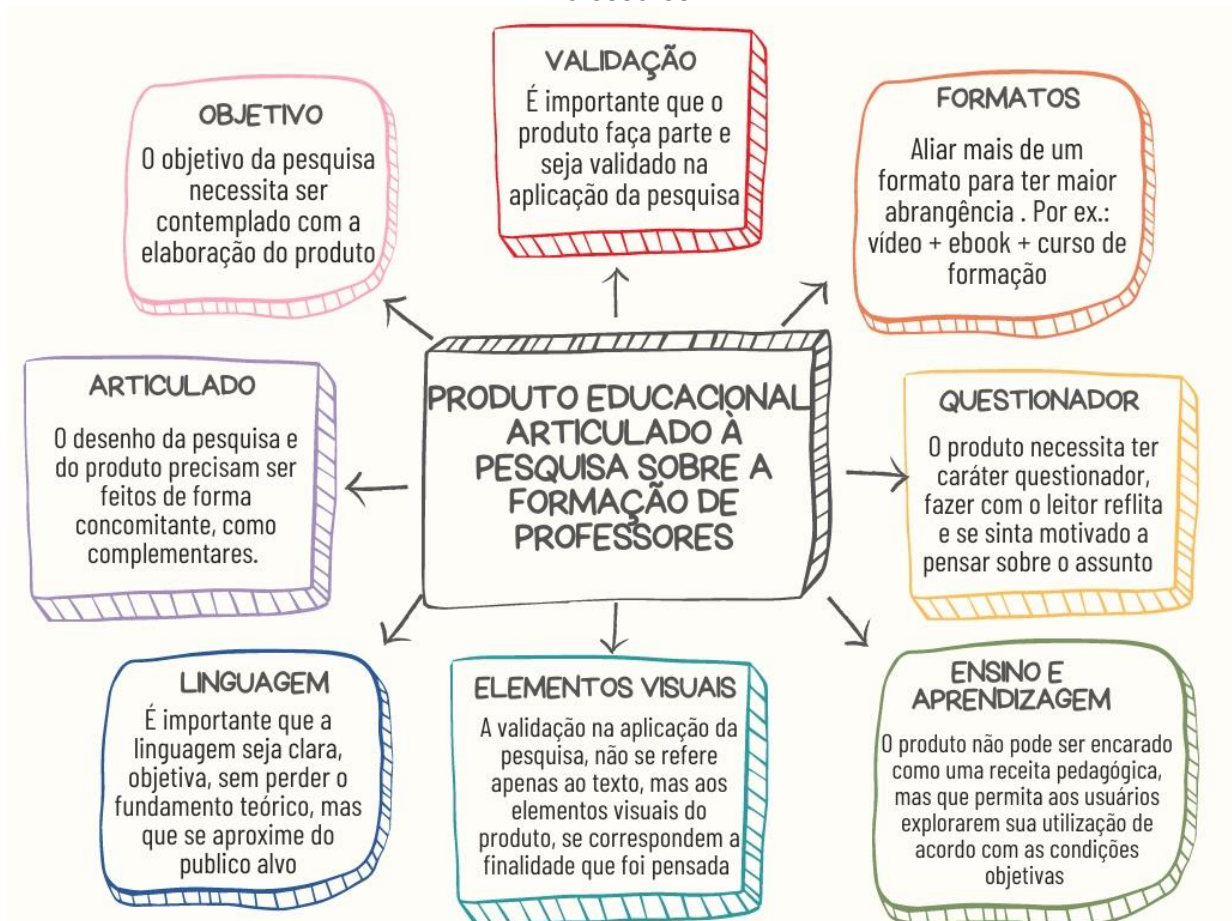 VALIDAÇÃO
É importante que o
produto faça parte e
seja validado na
aplicação da pesquisa
OBJETIVO
O objetivo da pesquisa
necessita ser
contemplado com a
elaboração do produto
FORMATOS
Aliar mais de um
formato para ter maior
abrangência . Por ex.:
vídeo + ebook + curso de
formação
ARTICULADO
O desenho da pesquisa e
do produto precisam ser
feitos de forma
concomitante, como
complementares.
PRODUTO EDUCACIONAL
ARTICULADO À
PESQUISA SOBRE A
FORMAÇÃO DE
PROFESSORES
QUESTIONADOR
O produto necessita ter
caráter questionador,
fazer com o leitor reflita
e se sinta motivado a
pensar sobre o assunto
LINGUAGEM
É importante que a
linguagem seja clara,
objetiva, sem perder o
fundamento teórico, mas
que se aproxime do
publico alvo
ELEMENTOS VISUAIS
A validação na aplicação da
pesquisa, não se refere
apenas ao texto, mas aos
elementos visuais do
produto, se correspondem a
finalidade que foi pensada
ENSINO E
APRENDIZAGEM
O produto não pode ser encarado
como uma receita pedagógica,
mas que permita aos usuários
explorarem sua utilização de
acordo com as condições
objetivas